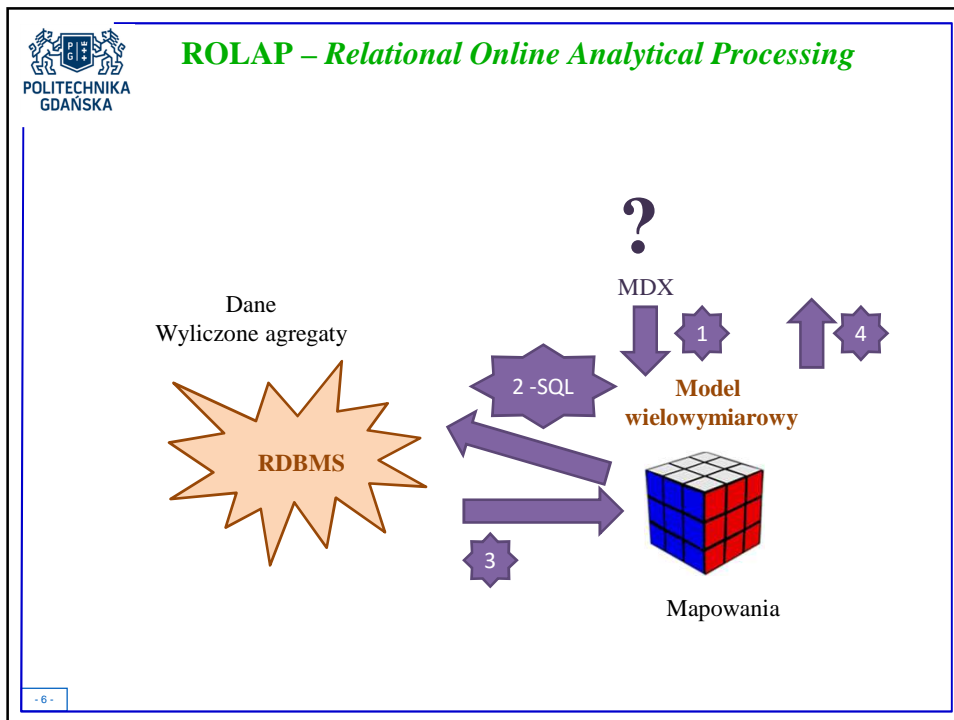 POLITECHNIKA
GDAŃSKA
ROLAP – Relational Online Analytical Processing
?
MDX
Dane
Wyliczone agregaty
1
4
2 -SQL
Model
wielowymiarowy
RDBMS
3
Mapowania
- 6 -